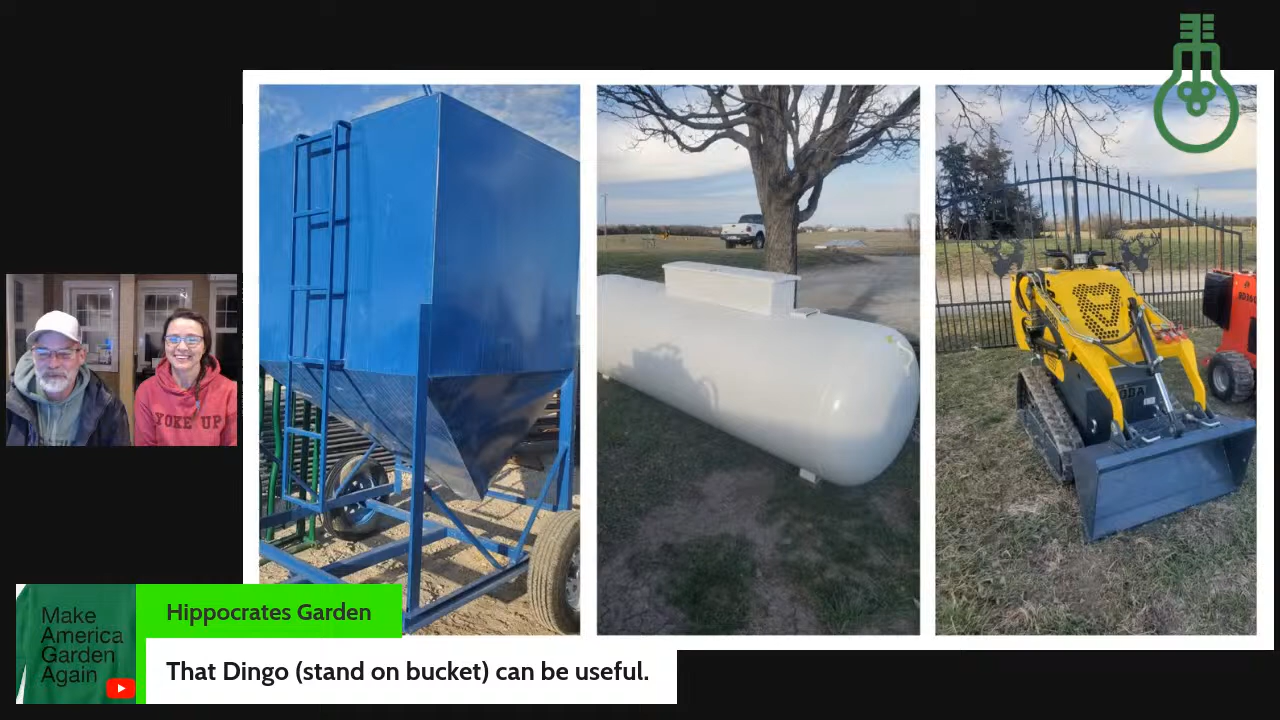 YOKE UP
Hippocrates Garden
Make
America
Garden
Again
That Dingo (stand on bucket) can be useful.